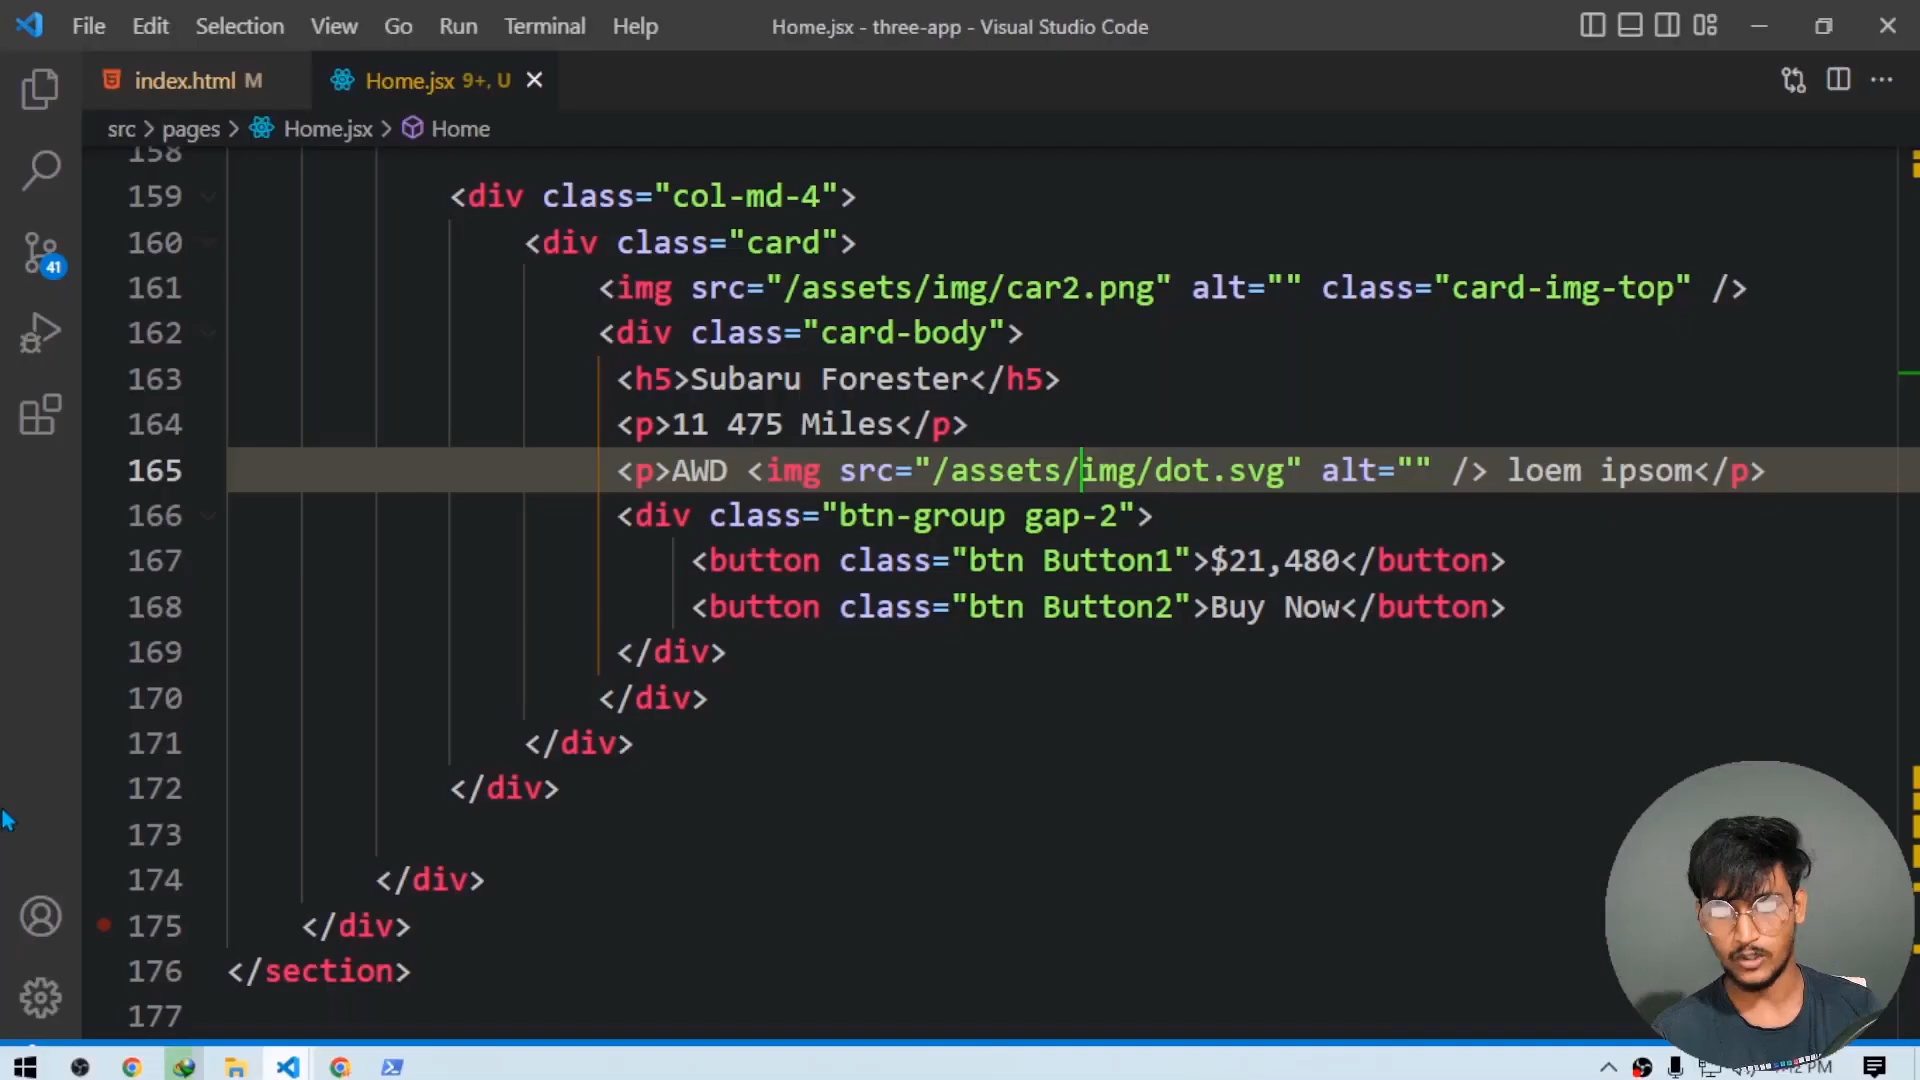 File Edit Selection View Go Run Terminal Help Home.jsx - three-app - Visual Studio Code
index.html M Home.jsx 9+, U
src > pages > Home.jsx > Home
158
159 <div class="col-md-4">
160 <div class="card">
161 <img src="/assets/img/car2.png" alt="" class="card-img-top" />
162 <div class="card-body">
163 <h5>Subaru Forester</h5>
164 <p>11 475 Miles</p>
165 <p>AWD <img src="/assets/img/dot.svg" alt="" /> loem ipsom</p>
166 <div class="btn-group gap-2">
167 <button class="btn Button1">$21,480</button>
168 <button class="btn Button2">Buy Now</button>
169 </div>
170 </div>
171 </div>
172 </div>
173
174 </div>
175 </div>
176 </section>
177
41
PM